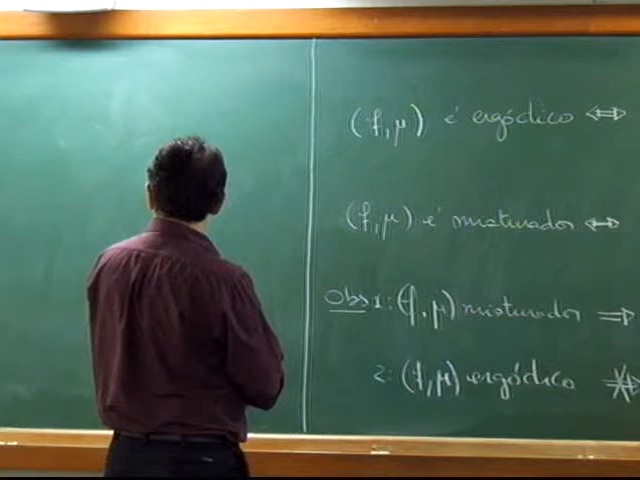 (f,μ) é ergódico ⇔
(f,μ) é misturador ⇔
Obs 1: (f,μ) misturador ⇒
2: (f,μ) ergódico ⇏